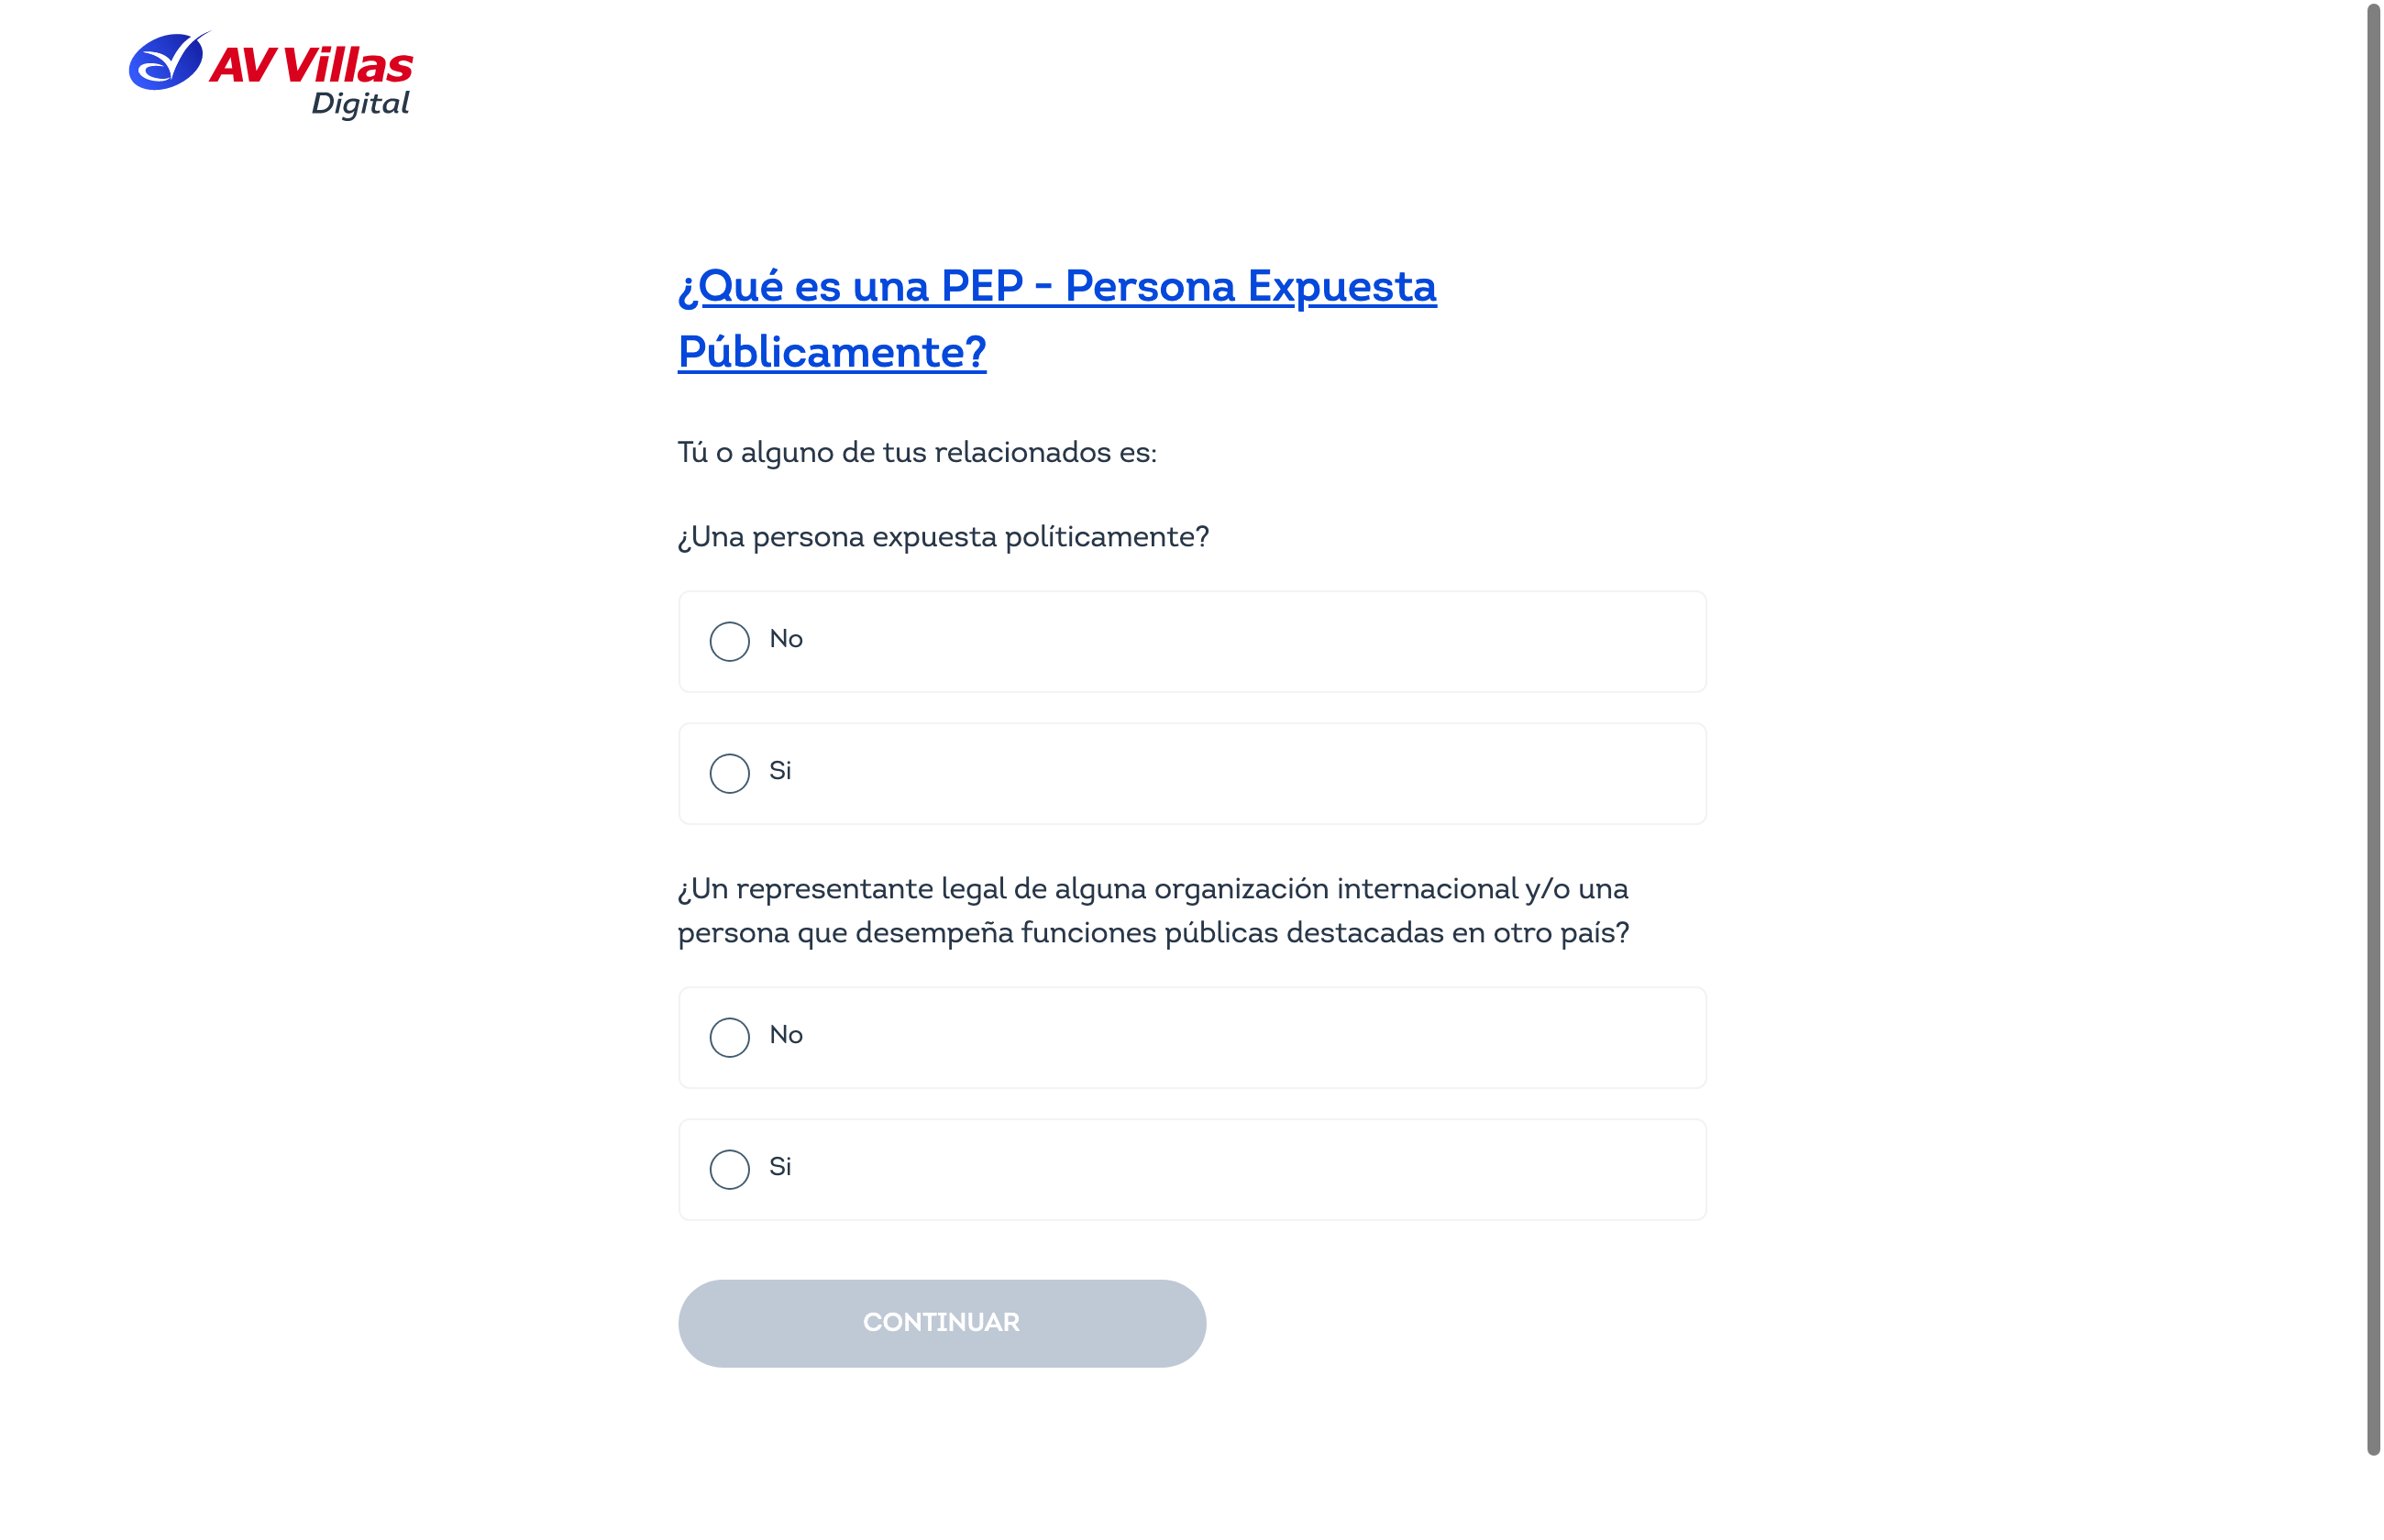 AV Villas
Digital
¿Qué es una PEP - Persona Expuesta
Públicamente?
Tú o alguno de tus relacionados es:
¿Una persona expuesta políticamente?
No
Si
¿Un representante legal de alguna organización internacional y/o una
persona que desempeña funciones públicas destacadas en otro país?
No
Si
CONTINUAR